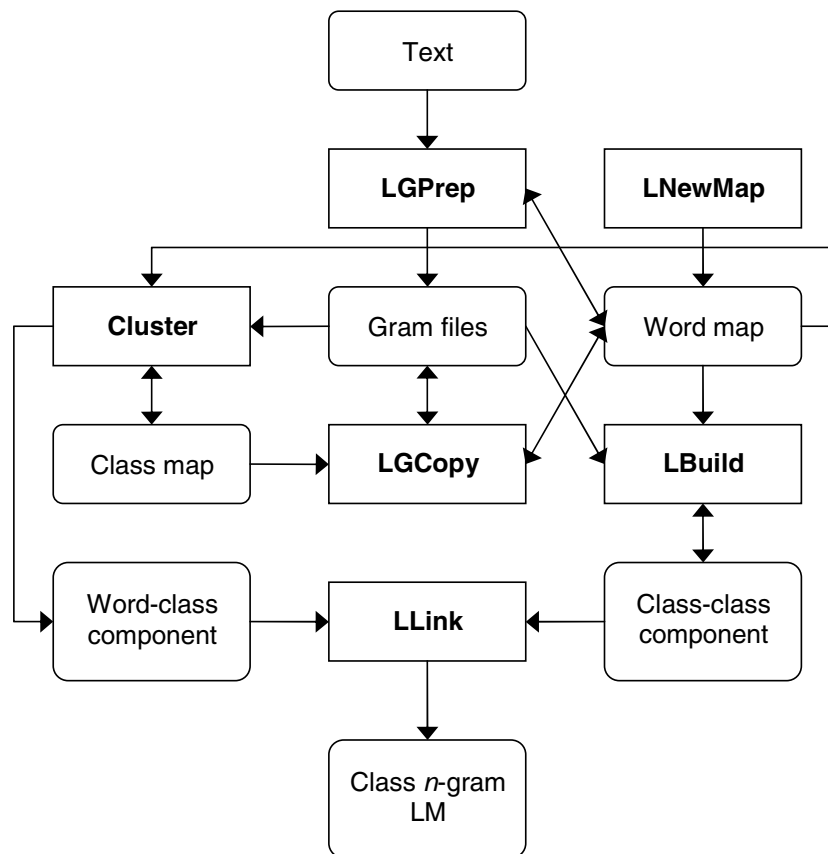 Text
LGPrep
LNewMap
Cluster
Gram files
Word map
Class map
LGCopy
LBuild
Word-class
component
LLink
Class-class
component
Class n-gram
LM